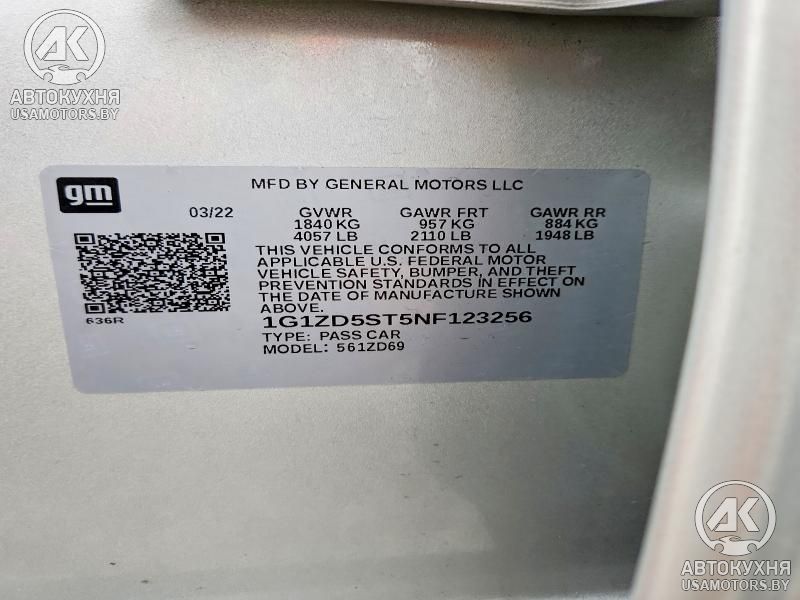 AK
АВТОКУХНЯ
USAMOTORS.BY
gm
MFD BY GENERAL MOTORS LLC
03/22 GVWR GAWR FRT GAWR RR
1840 KG 957 KG 884 KG
4057 LB 2110 LB 1948 LB
THIS VEHICLE CONFORMS TO ALL
APPLICABLE U.S. FEDERAL MOTOR
VEHICLE SAFETY, BUMPER, AND THEFT
PREVENTION STANDARDS IN EFFECT ON
THE DATE OF MANUFACTURE SHOWN
ABOVE.
636R
1G1ZD5ST5NF123256
TYPE: PASS CAR
MODEL: 561ZD69
AK
АВТОКУХНЯ
USAMOTORS.BY